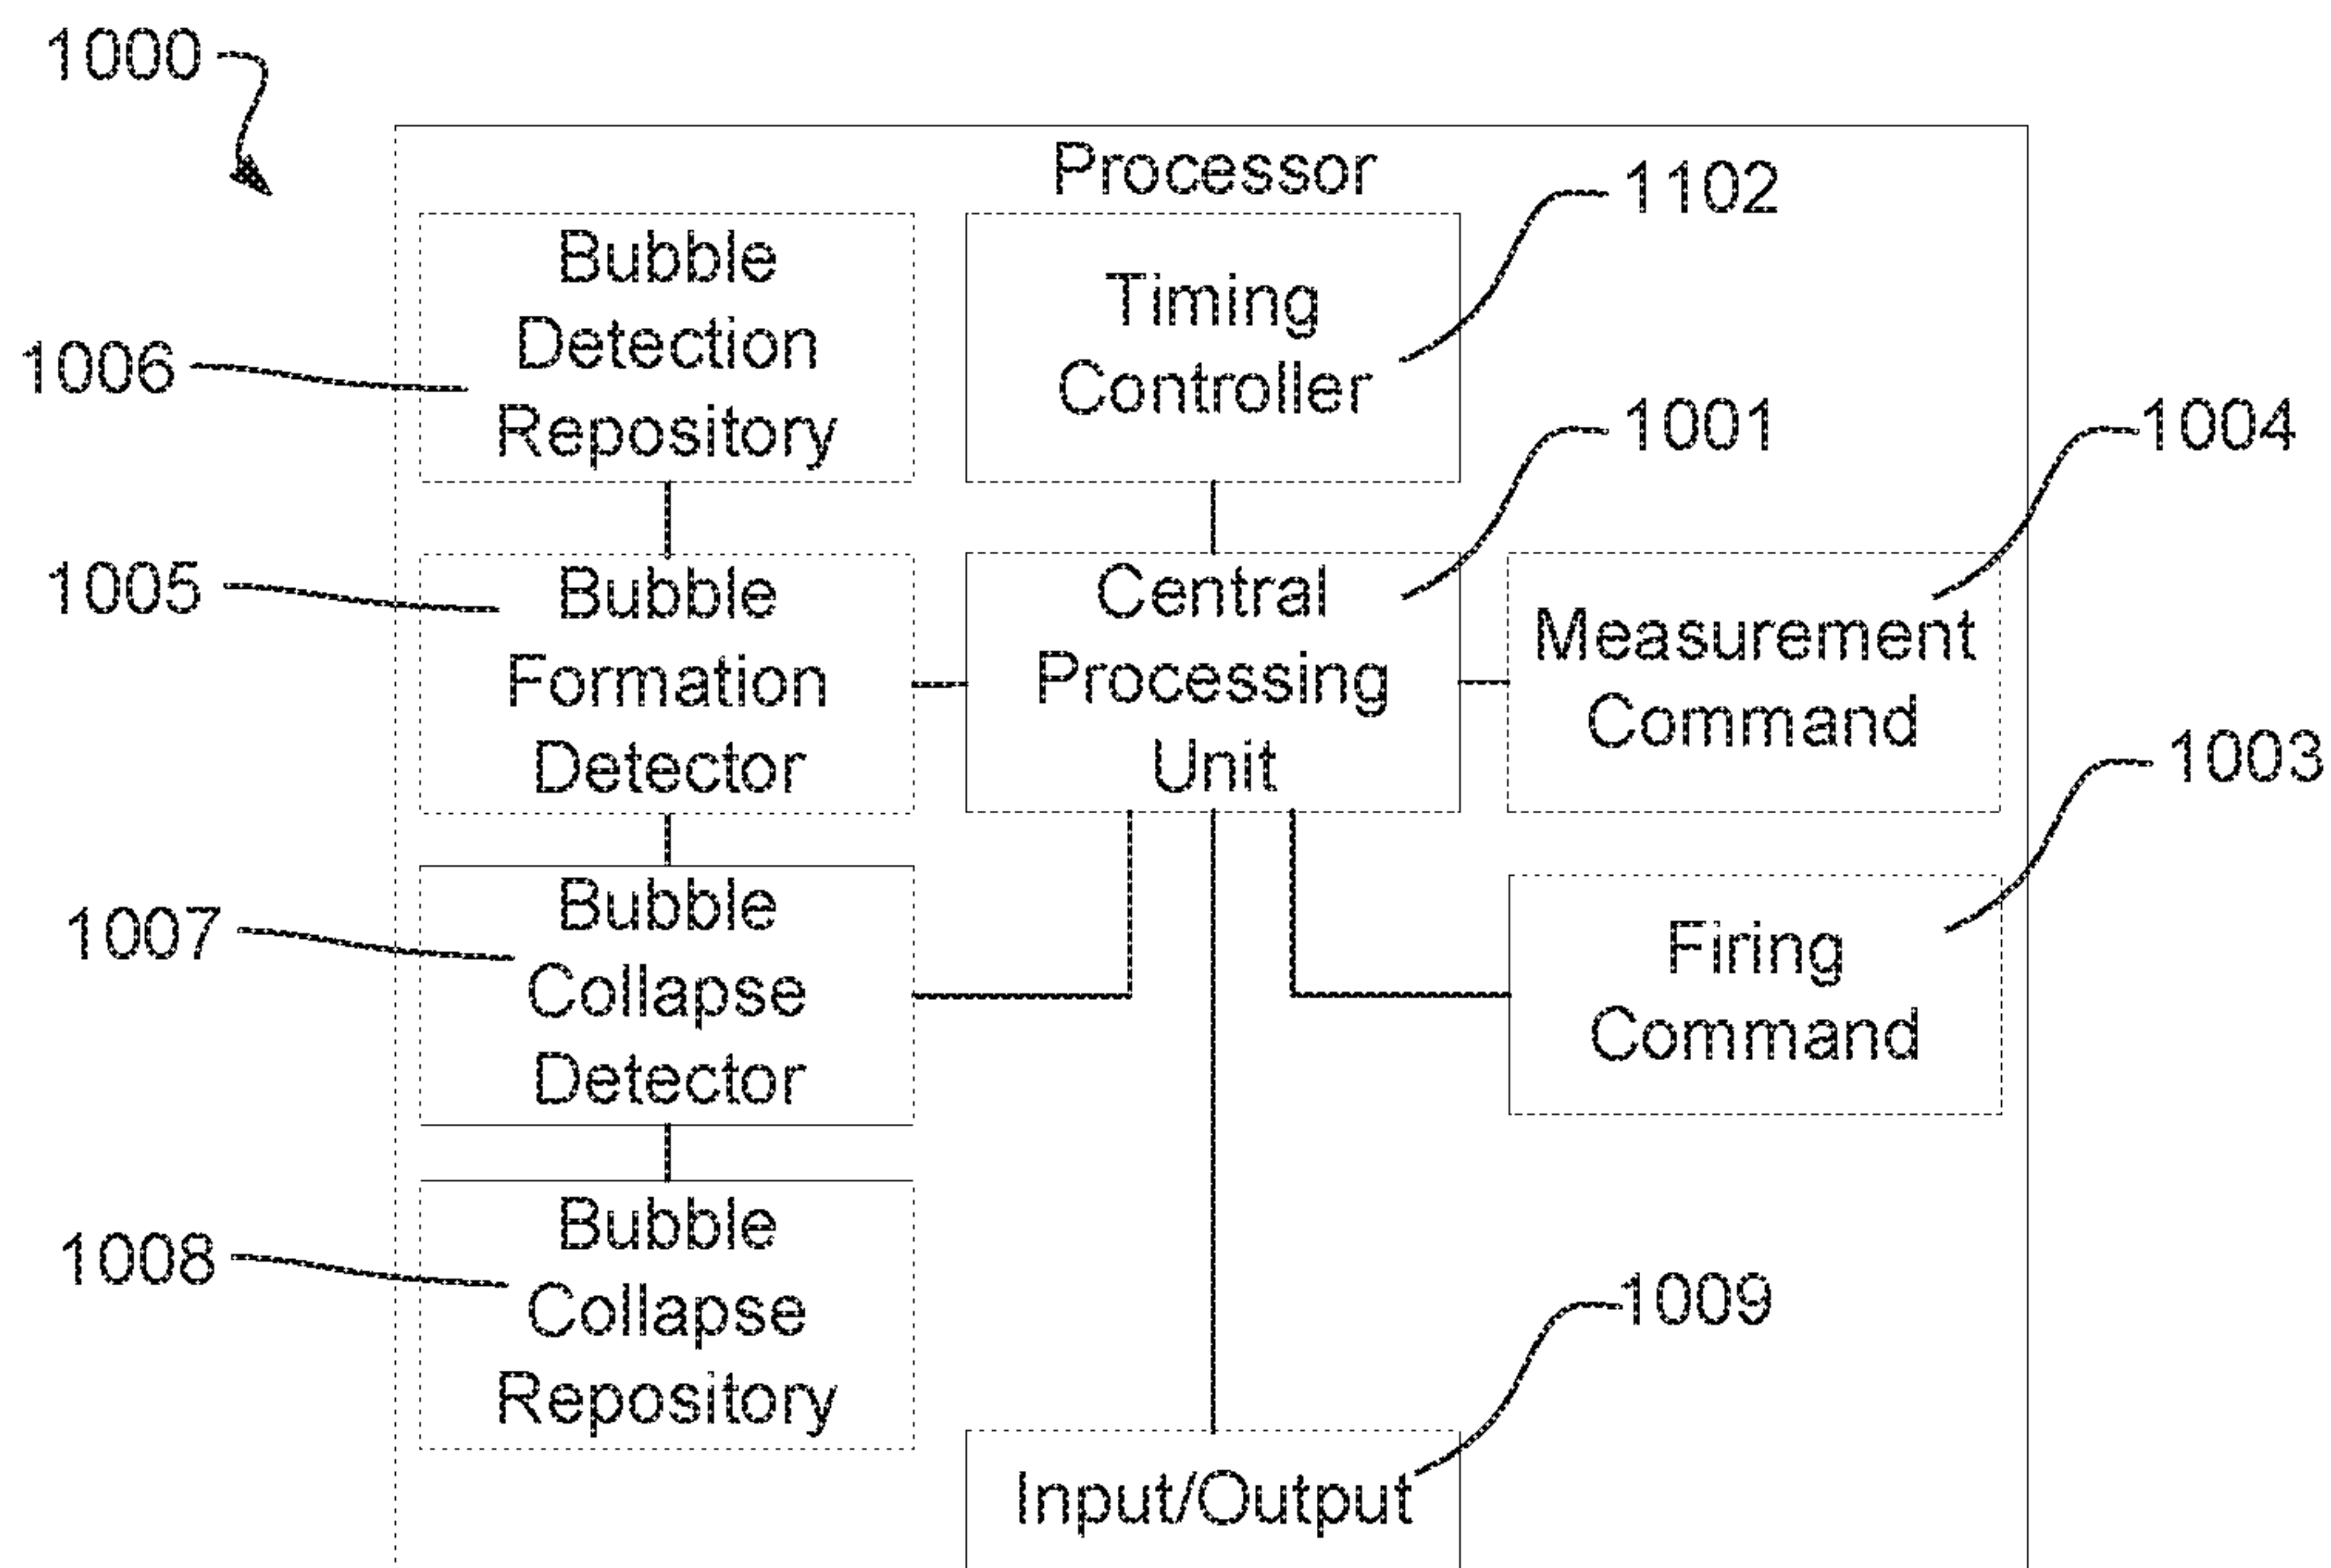 1000
Processor
1102
Bubble
Detection
Repository
Timing
Controller
1006
1001
1004
1005
Bubble
Formation
Detector
Central
Processing
Unit
Measurement
Command
1003
1007
Bubble
Collapse
Detector
Firing
Command
1008
Bubble
Collapse
Repository
1009
Input/Output